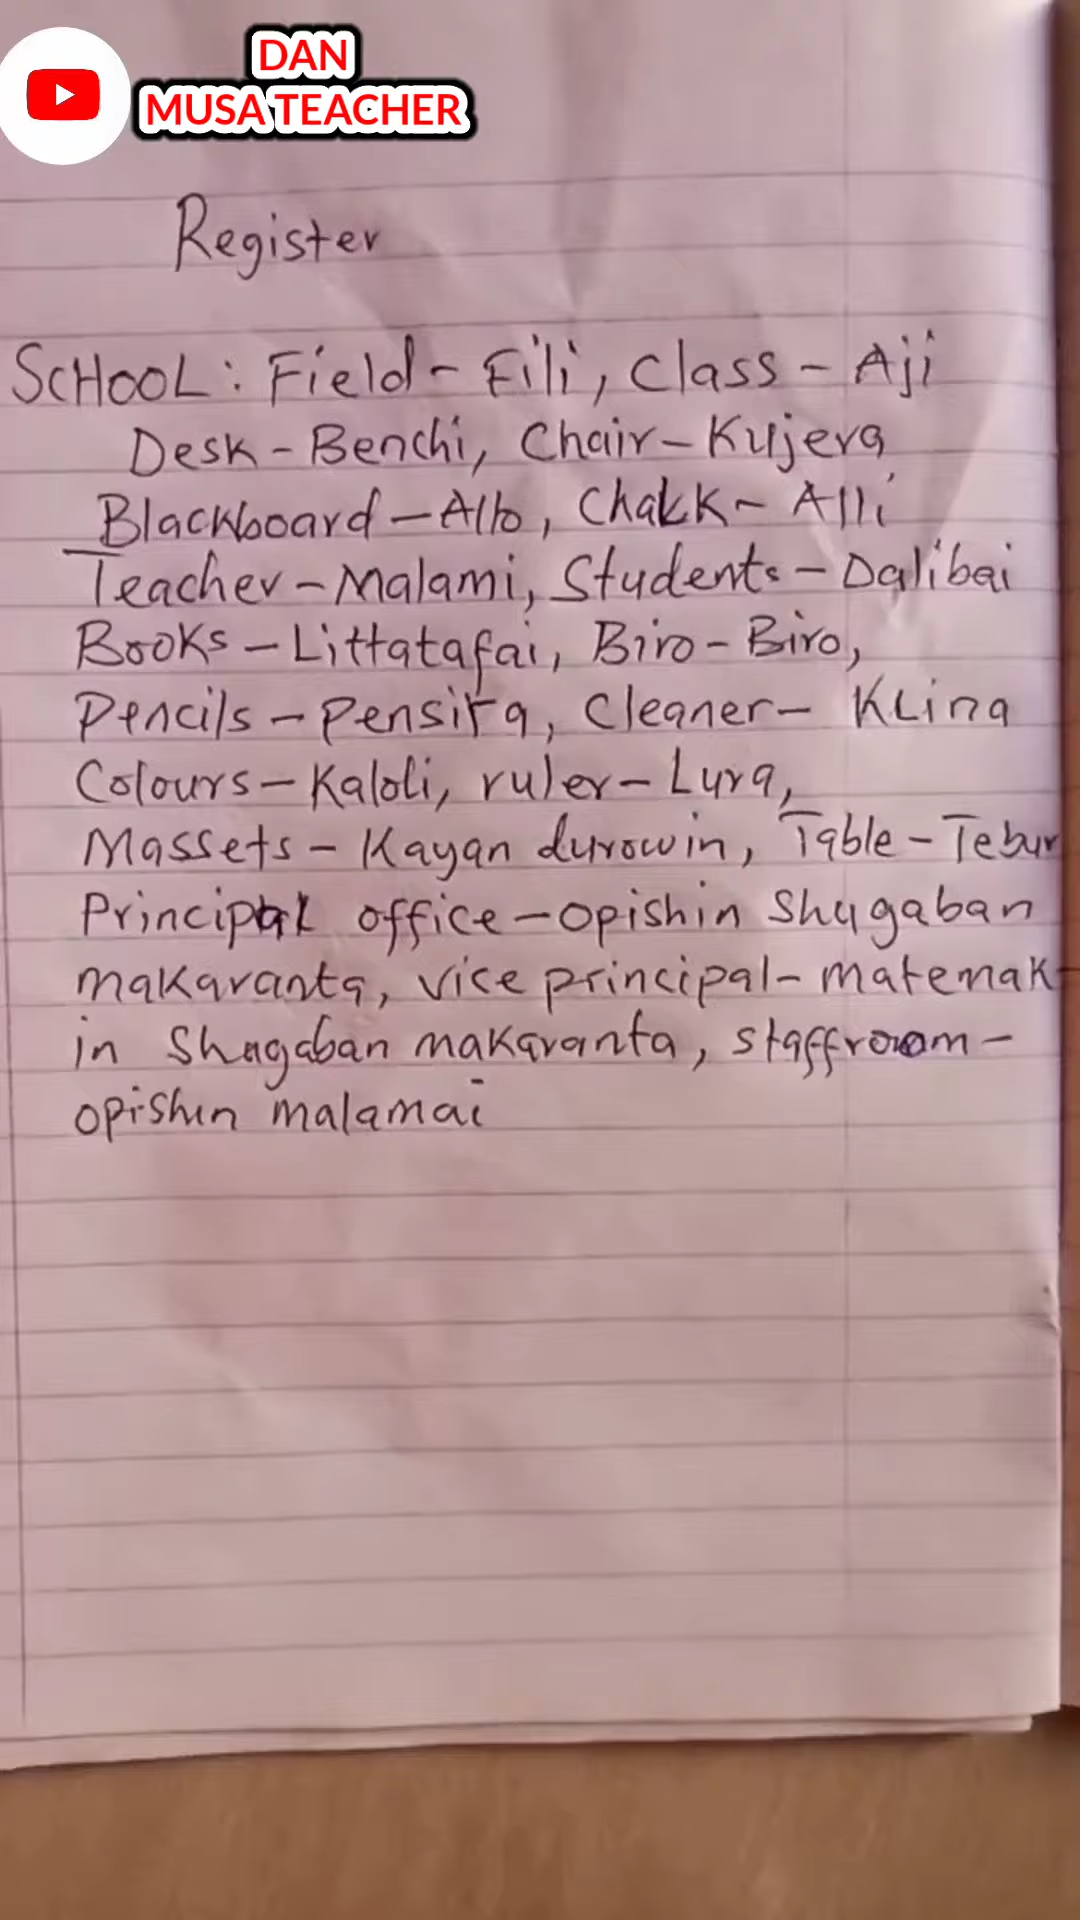 DAN
MUSA TEACHER
Register
SCHOOL: Field - Fili, Class - Aji
Desk - Benchi, Chair - Kujera
Blackboard - Allo, Chalk - Alli
Teacher - Malami, Students - Dalibai
Books - Littatafai, Biro - Biro,
Pencils - Pensira, Cleaner - Klina
Colours - Kaloli, ruler - Lura,
Massets - Kayan durowin, Table - Tebur
Principal office - opishin Shugaban
makaranta, vice principal - matemak-
in Shugaban makaranta, staffroom -
opishin malamai